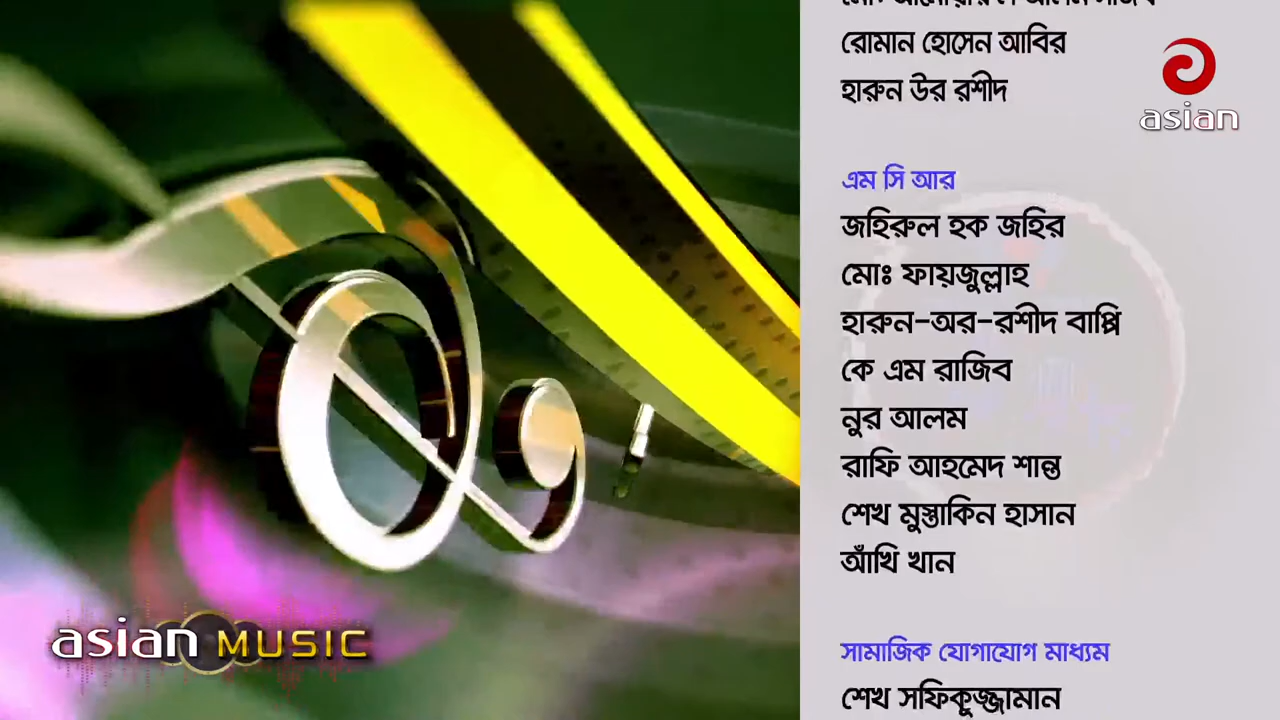 রোমান হোসেন আবির
হারুন উর রশীদ
asian
এম সি আর
জহিরুল হক জহির
মোঃ ফায়জুল্লাহ
হারুন-অর-রশীদ বাপ্পি
কে এম রাজিব
নুর আলম
রাফি আহমেদ শান্ত
শেখ মুস্তাকিন হাসান
আঁখি খান
সামাজিক যোগাযোগ মাধ্যম
শেখ সফিকুজ্জামান
asian MUSIC